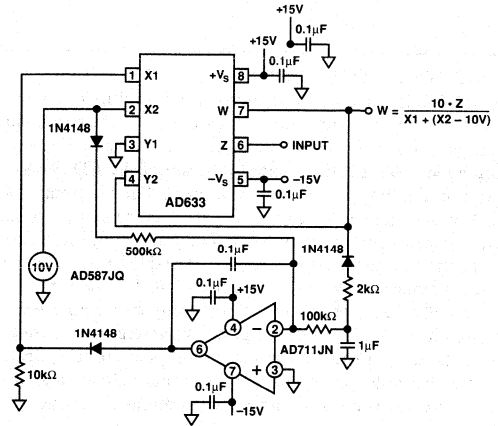 +15V
0.1µF
+15V
0.1µF
1 X1
+VS 8
2 X2
W 7
W = 10 • Z
X1 + (X2 – 10V)
1N4148
3 Y1
Z 6
INPUT
4 Y2
–VS 5
–15V
0.1µF
AD633
500kΩ
0.1µF
1N4148
10V
AD587JQ
0.1µF
+15V
2kΩ
100kΩ
4
– 2
1N4148
6
AD711JN
1µF
+ 3
7
10kΩ
0.1µF
–15V